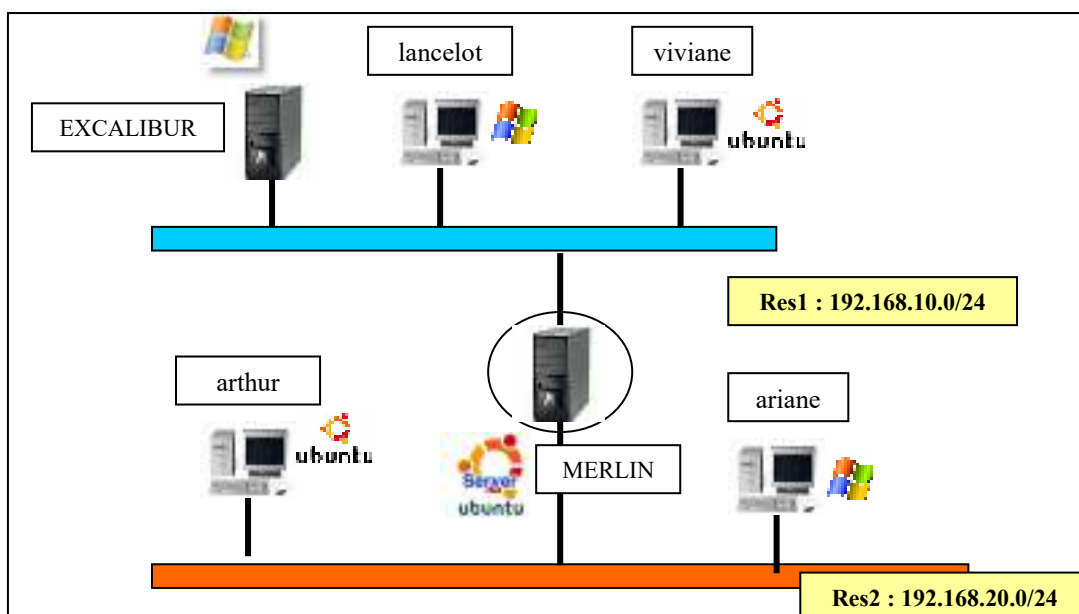 lancelot
viviane
EXCALIBUR
ubuntu
Res1 : 192.168.10.0/24
arthur
ariane
ubuntu
MERLIN
Server
ubuntu
Res2 : 192.168.20.0/24